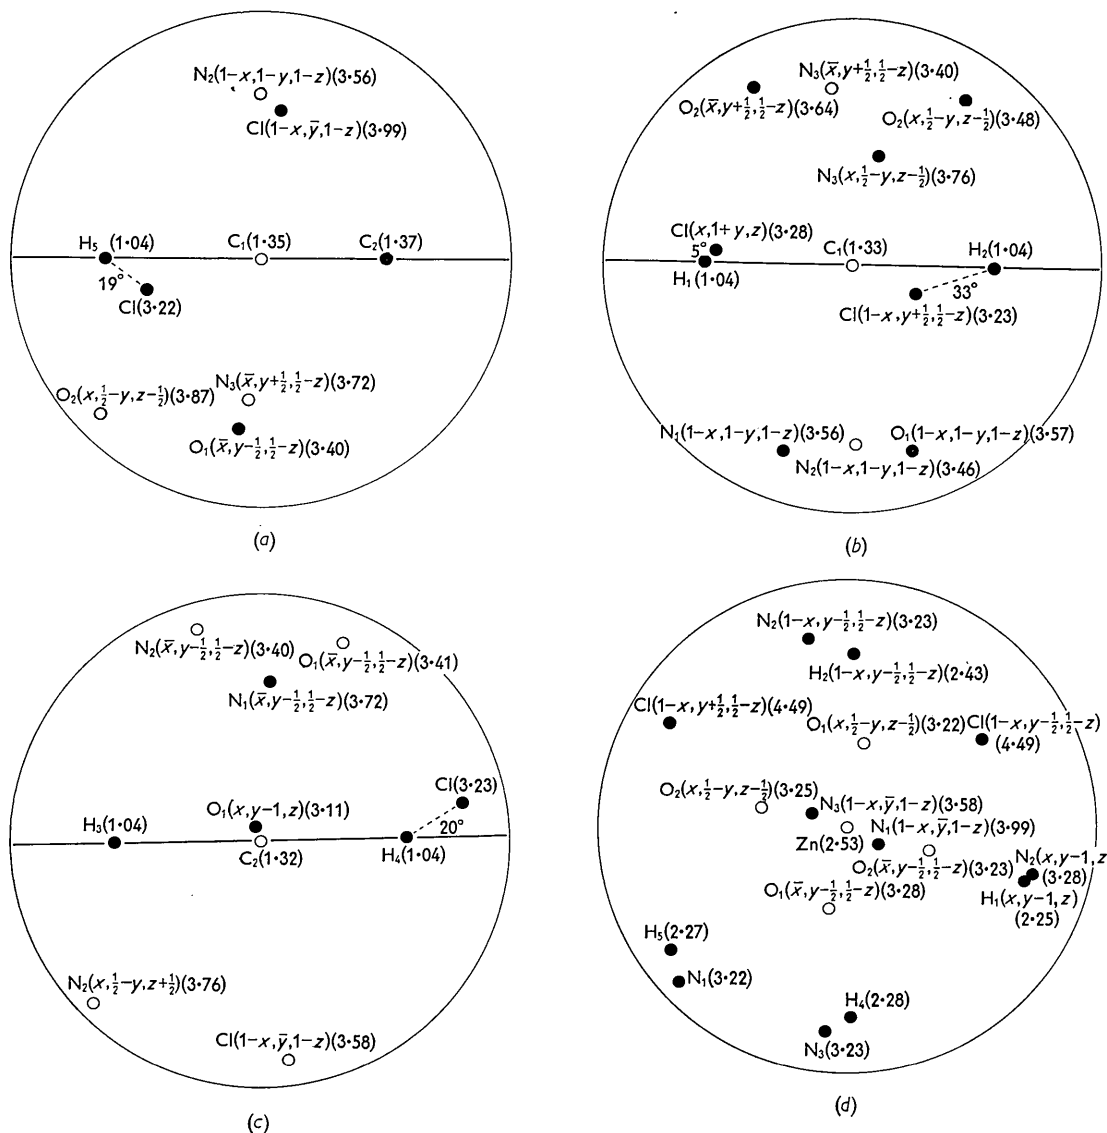 N₂(1−x,1−y,1−z)(3·56)
Cl(1−x,ȳ,1−z)(3·99)
H₅ (1·04)
C₁(1·35)
C₂(1·37)
19°
Cl(3·22)
N₃(x̄,y+½,½−z)(3·72)
O₂(x,½−y,z−½)(3·87)
O₁(x̄,y−½,½−z)(3·40)
(a)
N₃(x̄,y+½,½−z)(3·40)
O₂(x̄,y+½,½−z)(3·64)
O₂(x,½−y,z−½)(3·48)
N₃(x,½−y,z−½)(3·76)
Cl(x,1+y,z)(3·28)
5°
C₁(1·33)
H₂(1·04)
H₁(1·04)
33°
Cl(1−x,y+½,½−z)(3·23)
N₁(1−x,1−y,1−z)(3·56)
O₁(1−x,1−y,1−z)(3·57)
N₂(1−x,1−y,1−z)(3·46)
(b)
N₂(x̄,y−½,½−z)(3·40)
O₁(x̄,y−½,½−z)(3·41)
N₁(x̄,y−½,½−z)(3·72)
Cl(3·23)
O₁(x,y−1,z)(3·11)
H₃(1·04)
20°
C₂(1·32)
H₄(1·04)
N₂(x,½−y,z+½)(3·76)
Cl(1−x,ȳ,1−z)(3·58)
(c)
N₂(1−x,y−½,½−z)(3·23)
H₂(1−x,y−½,½−z)(2·43)
Cl(1−x,y+½,½−z)(4·49)
O₁(x,½−y,z−½)(3·22)
Cl(1−x,y−½,½−z)
(4·49)
O₂(x,½−y,z−½)(3·25)
N₃(1−x,ȳ,1−z)(3·58)
N₁(1−x,ȳ,1−z)(3·99)
Zn(2·53)
O₂(x̄,y−½,½−z)(3·23)
N₂(x,y−1,z
(3·28)
O₁(x̄,y−½,½−z)(3·28)
H₁(x,y−1,z)
(2·25)
H₅(2·27)
N₁(3·22)
H₄(2·28)
N₃(3·23)
(d)